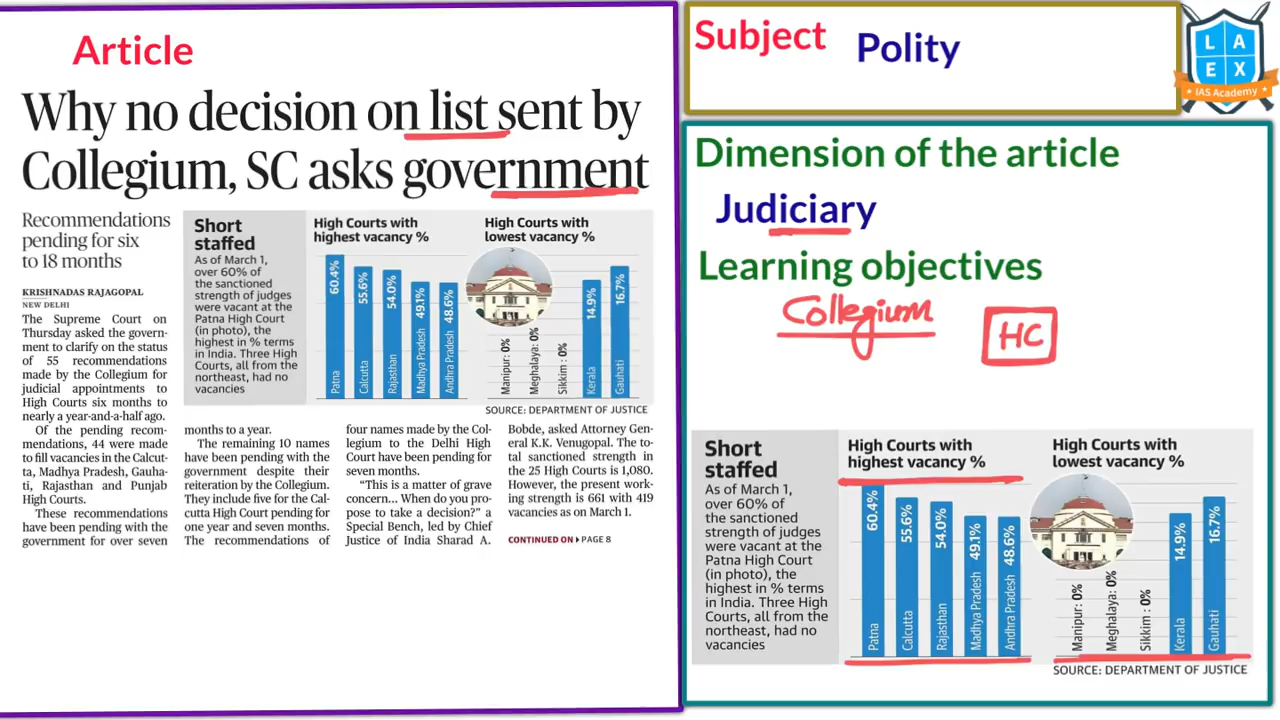 Article
Why no decision on list sent by
Collegium, SC asks government
Recommendations
pending for six
to 18 months
KRISHNADAS RAJAGOPAL
NEW DELHI
The Supreme Court on
Thursday asked the govern-
ment to clarify on the status
of 55 recommendations
made by the Collegium for
judicial appointments to
High Courts six months to
nearly a year-and-a-half ago.
Of the pending recom-
mendations, 44 were made
to fill vacancies in the Calcut-
ta, Madhya Pradesh, Gauha-
ti, Rajasthan and Punjab
High Courts.
These recommendations
have been pending with the
government for over seven
Short
staffed
As of March 1,
over 60% of
the sanctioned
strength of judges
were vacant at the
Patna High Court
(in photo), the
highest in % terms
in India. Three High
Courts, all from the
northeast, had no
vacancies
High Courts with
highest vacancy %
60.4%
55.6%
54.0%
49.1%
48.6%
Patna
Calcutta
Rajasthan
Madhya Pradesh
Andhra Pradesh
High Courts with
lowest vacancy %
Manipur: 0%
Meghalaya: 0%
Sikkim : 0%
14.9%
16.7%
Kerala
Gauhati
SOURCE: DEPARTMENT OF JUSTICE
months to a year.
The remaining 10 names
have been pending with the
government despite their
reiteration by the Collegium.
They include five for the Cal-
cutta High Court pending for
one year and seven months.
The recommendations of
four names made by the Col-
legium to the Delhi High
Court have been pending for
seven months.
“This is a matter of grave
concern... When do you pro-
pose to take a decision?” a
Special Bench, led by Chief
Justice of India Sharad A.
Bobde, asked Attorney Gen-
eral K.K. Venugopal. The to-
tal sanctioned strength in
the 25 High Courts is 1,080.
However, the present work-
ing strength is 661 with 419
vacancies as on March 1.
CONTINUED ON PAGE 8
Subject Polity
L A
E X
IAS Academy
Dimension of the article
Judiciary
Learning objectives
Collegium
HC
Short
staffed
As of March 1,
over 60% of
the sanctioned
strength of judges
were vacant at the
Patna High Court
(in photo), the
highest in % terms
in India. Three High
Courts, all from the
northeast, had no
vacancies
High Courts with
highest vacancy %
60.4%
55.6%
54.0%
49.1%
48.6%
Patna
Calcutta
Rajasthan
Madhya Pradesh
Andhra Pradesh
High Courts with
lowest vacancy %
Manipur: 0%
Meghalaya: 0%
Sikkim : 0%
14.9%
16.7%
Kerala
Gauhati
SOURCE: DEPARTMENT OF JUSTICE